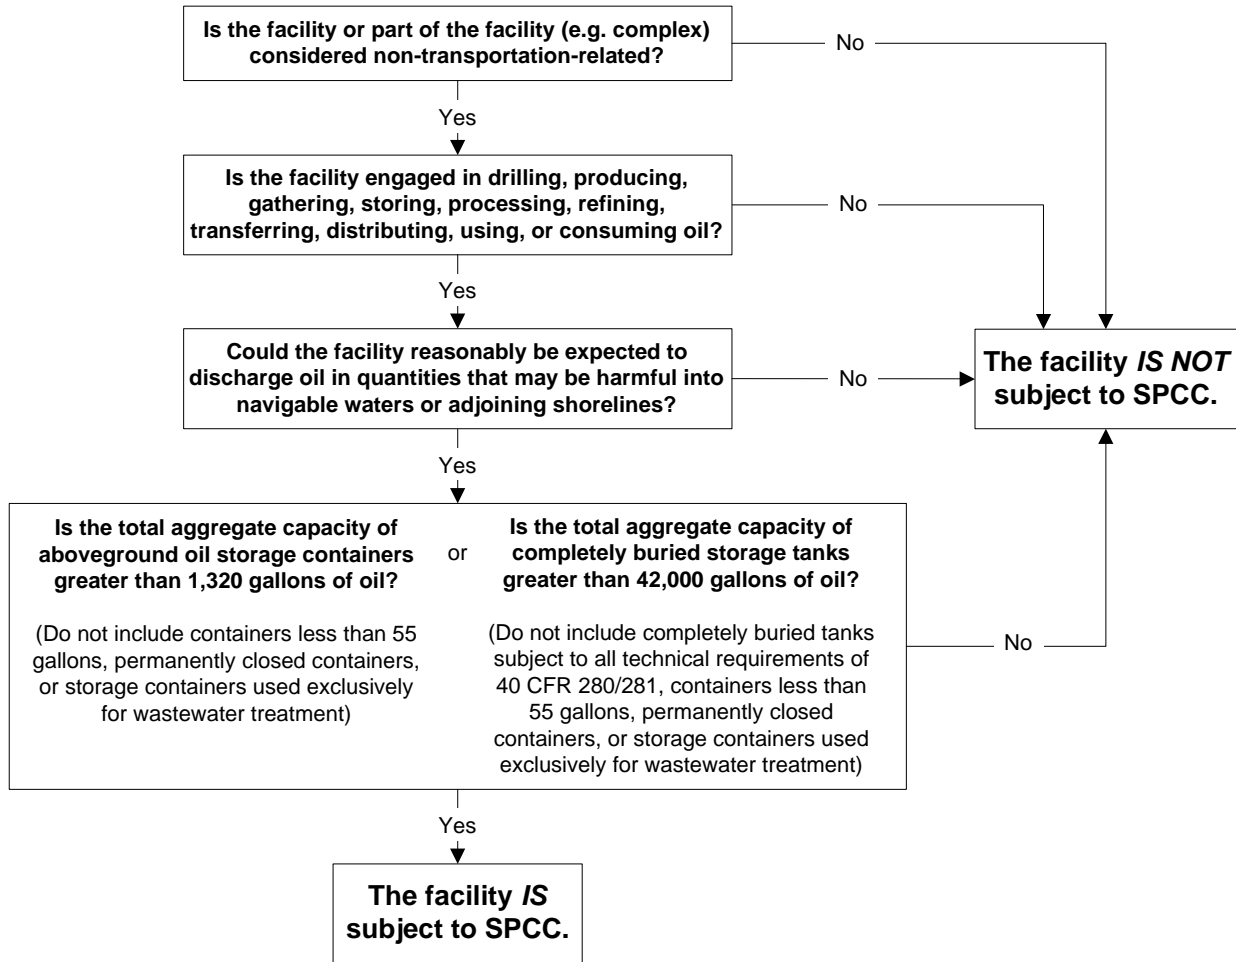 Is the facility or part of the facility (e.g. complex)
considered non-transportation-related?
No
Yes
Is the facility engaged in drilling, producing,
gathering, storing, processing, refining,
transferring, distributing, using, or consuming oil?
No
Yes
Could the facility reasonably be expected to
discharge oil in quantities that may be harmful into
navigable waters or adjoining shorelines?
No
The facility IS NOT
subject to SPCC.
Yes
Is the total aggregate capacity of
aboveground oil storage containers
greater than 1,320 gallons of oil?
(Do not include containers less than 55
gallons, permanently closed containers,
or storage containers used exclusively
for wastewater treatment)
or
Is the total aggregate capacity of
completely buried storage tanks
greater than 42,000 gallons of oil?
(Do not include completely buried tanks
subject to all technical requirements of
40 CFR 280/281, containers less than
55 gallons, permanently closed
containers, or storage containers used
exclusively for wastewater treatment)
No
Yes
The facility IS
subject to SPCC.